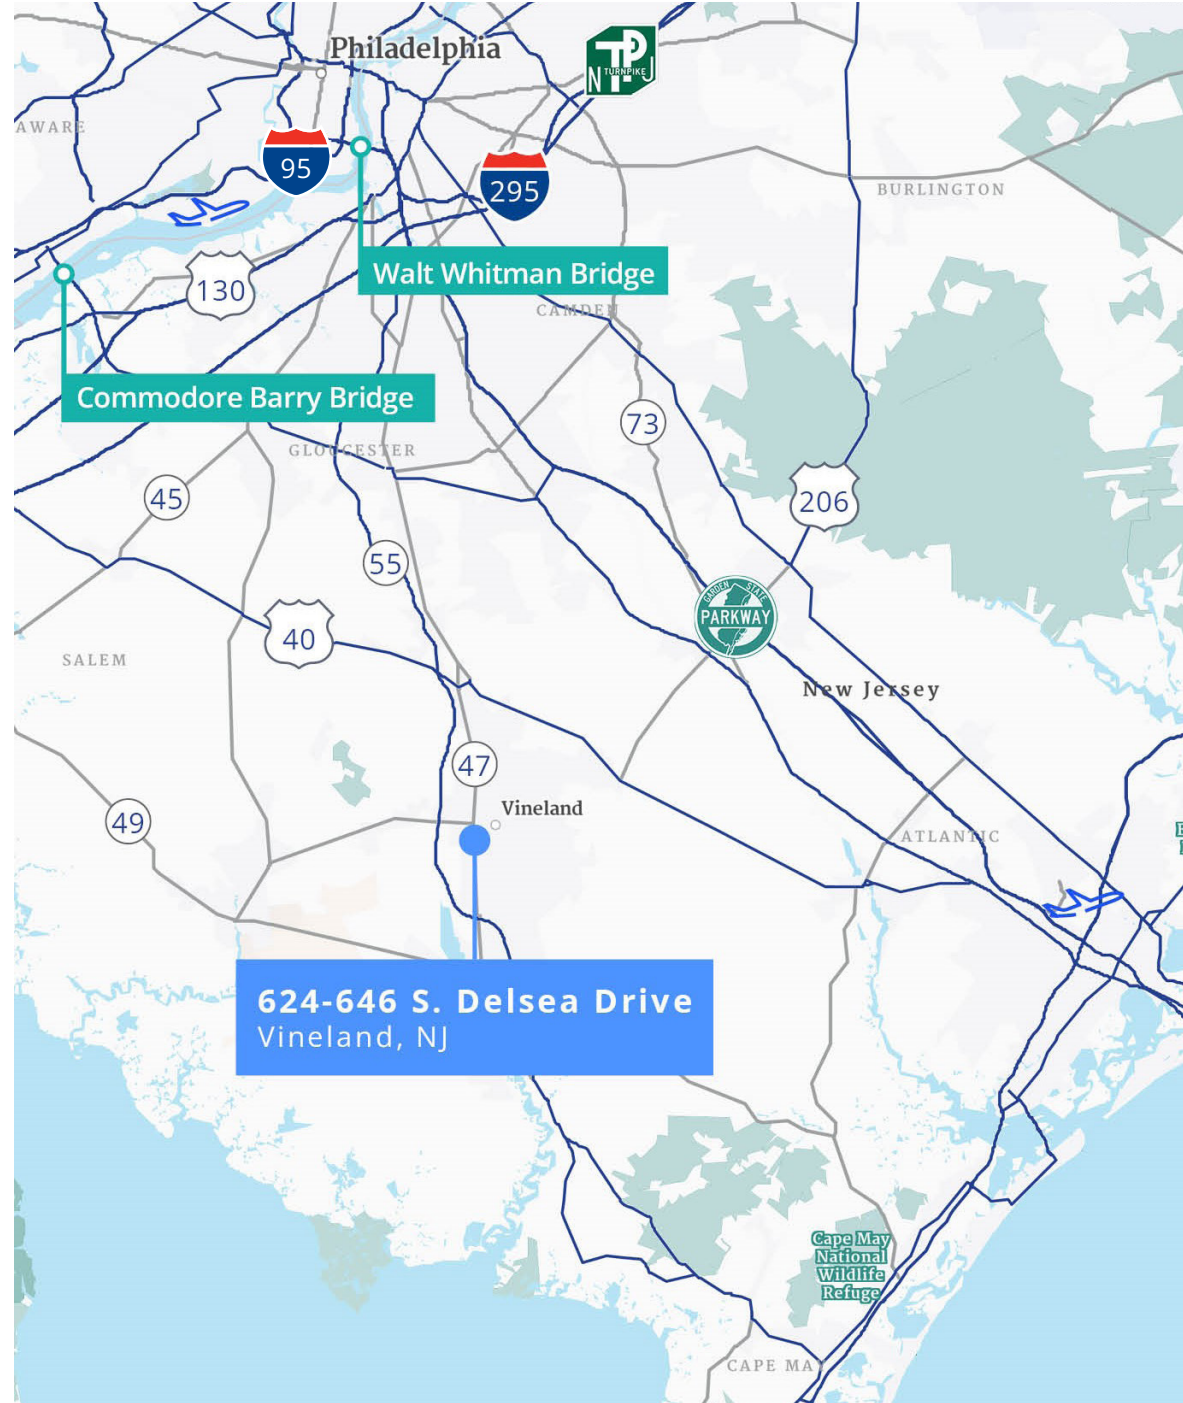 Philadelphia
N TURNPIKE J
TP
AWARE
95
295
BURLINGTON
Walt Whitman Bridge
130
CAMDEN
Commodore Barry Bridge
73
GLOUCESTER
45
206
55
GARDEN STATE
PARKWAY
40
SALEM
New Jersey
47
Vineland
49
ATLANTIC
624-646 S. Delsea Drive
Vineland, NJ
Cape May
National
Wildlife
Refuge
CAPE MAY